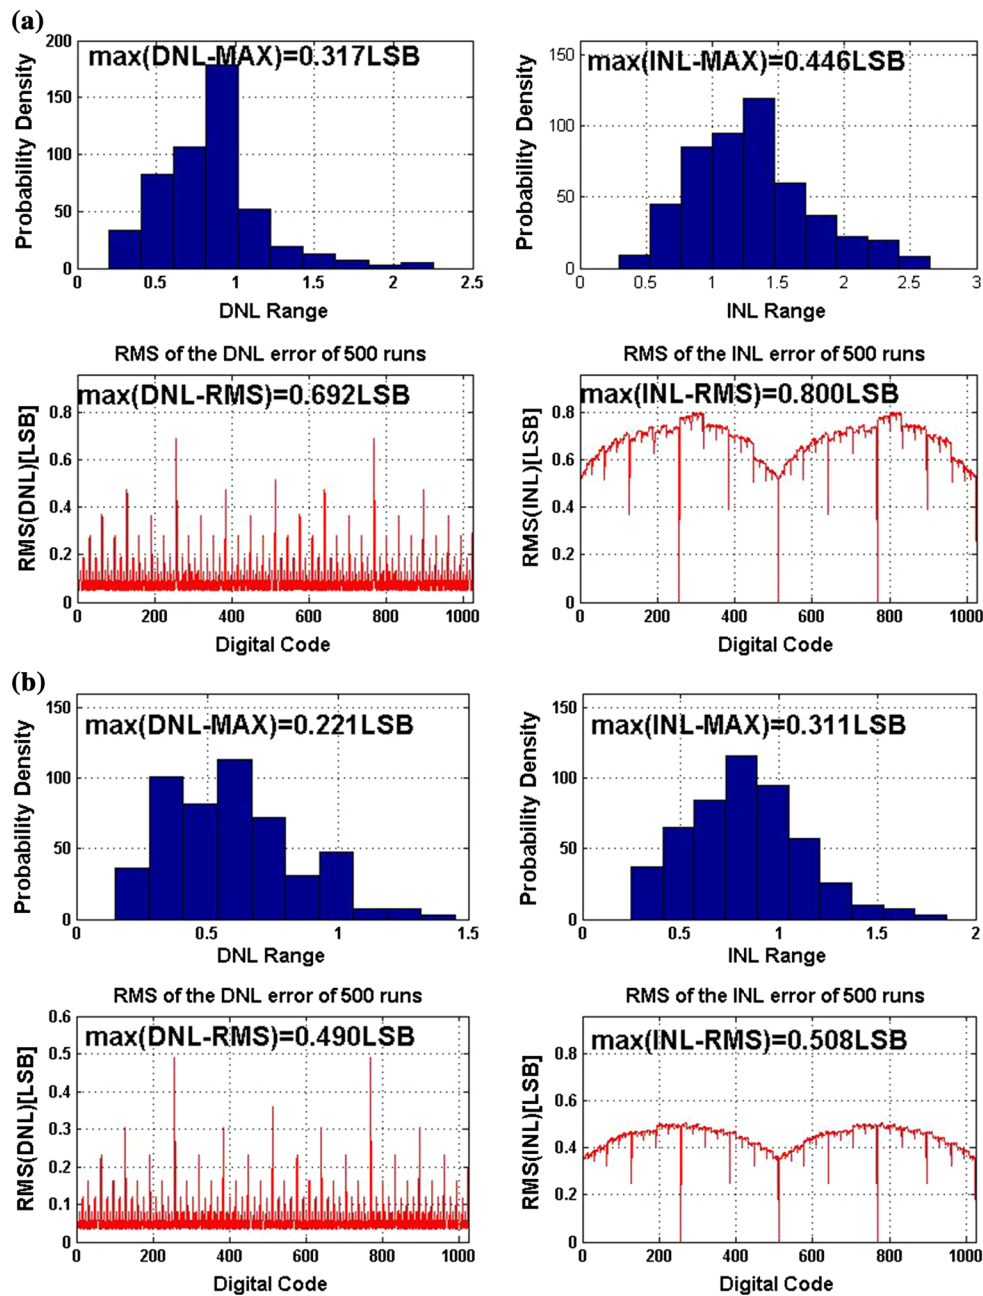 (a)
max(DNL-MAX)=0.317LSB
Probability Density
200
150
100
50
0
0 0.5 1 1.5 2 2.5
DNL Range
max(INL-MAX)=0.446LSB
Probability Density
150
100
50
0
0 0.5 1 1.5 2 2.5 3
INL Range
RMS of the DNL error of 500 runs
max(DNL-RMS)=0.692LSB
RMS(DNL)[LSB]
0.8
0.6
0.4
0.2
0
0 200 400 600 800 1000
Digital Code
RMS of the INL error of 500 runs
max(INL-RMS)=0.800LSB
RMS(INL)[LSB]
0.8
0.6
0.4
0.2
0
0 200 400 600 800 1000
Digital Code
(b)
max(DNL-MAX)=0.221LSB
Probability Density
150
100
50
0
0 0.5 1 1.5
DNL Range
max(INL-MAX)=0.311LSB
Probability Density
150
100
50
0
0 0.5 1 1.5 2
INL Range
RMS of the DNL error of 500 runs
max(DNL-RMS)=0.490LSB
RMS(DNL)[LSB]
0.6
0.5
0.4
0.3
0.2
0.1
0
0 200 400 600 800 1000
Digital Code
RMS of the INL error of 500 runs
max(INL-RMS)=0.508LSB
RMS(INL)[LSB]
0.8
0.6
0.4
0.2
0
0 200 400 600 800 1000
Digital Code